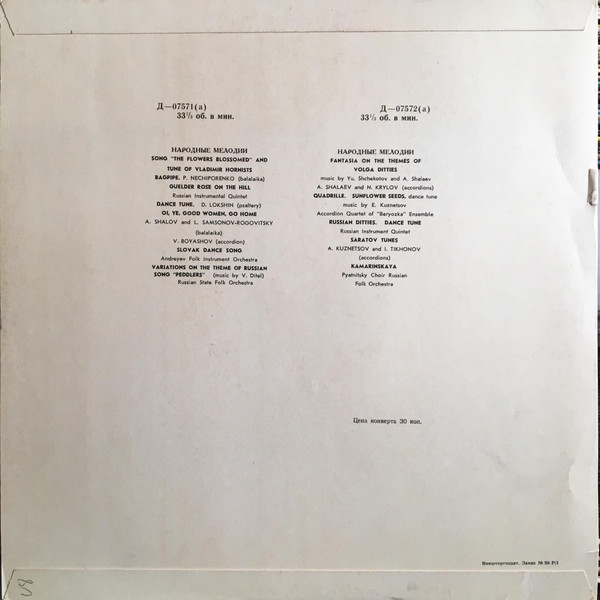 Д—07571(а)
33⅓ об. в мин.
НАРОДНЫЕ МЕЛОДИИ
SONG "THE FLOWERS BLOSSOMED" AND
TUNE OF VLADIMIR HORNISTS
BAGPIPE. P. NECHIPORENKO (balalaika)
GUELDER ROSE ON THE HILL
Russian Instrumental Quintet
DANCE TUNE. D. LOKSHIN (psaltery)
OI, YE, GOOD WOMEN, GO HOME
A. SHALOV and L. SAMSONOV-ROGOVITSKY
(balalaika)
V. BOYASHOV (accordion)
SLOVAK DANCE SONG
Andreyev Folk Instrument Orchestra
VARIATIONS ON THE THEME OF RUSSIAN
SONG "PEDDLERS" (music by V. Ditel)
Russian State Folk Orchestra
Д—07572(а)
33⅓ об. в мин.
НАРОДНЫЕ МЕЛОДИИ
FANTASIA ON THE THEMES OF
VOLGA DITTIES
music by Yu. Shchekotov and A. Shalaev
A. SHALAEV and N. KRYLOV (accordions)
QUADRILLE. SUNFLOWER SEEDS, dance tune
music by E. Kuznetsov
Accordion Quartet of "Beryozka" Ensemble
RUSSIAN DITTIES. DANCE TUNE
Russian Instrument Quintet
SARATOV TUNES
A. KUZNETSOV and I. TIKHONOV
(accordions)
KAMARINSKAYA
Pyatnitsky Choir Russian
Folk Orchestra
Цена конверта 30 коп.
Внешторгиздат. Заказ №